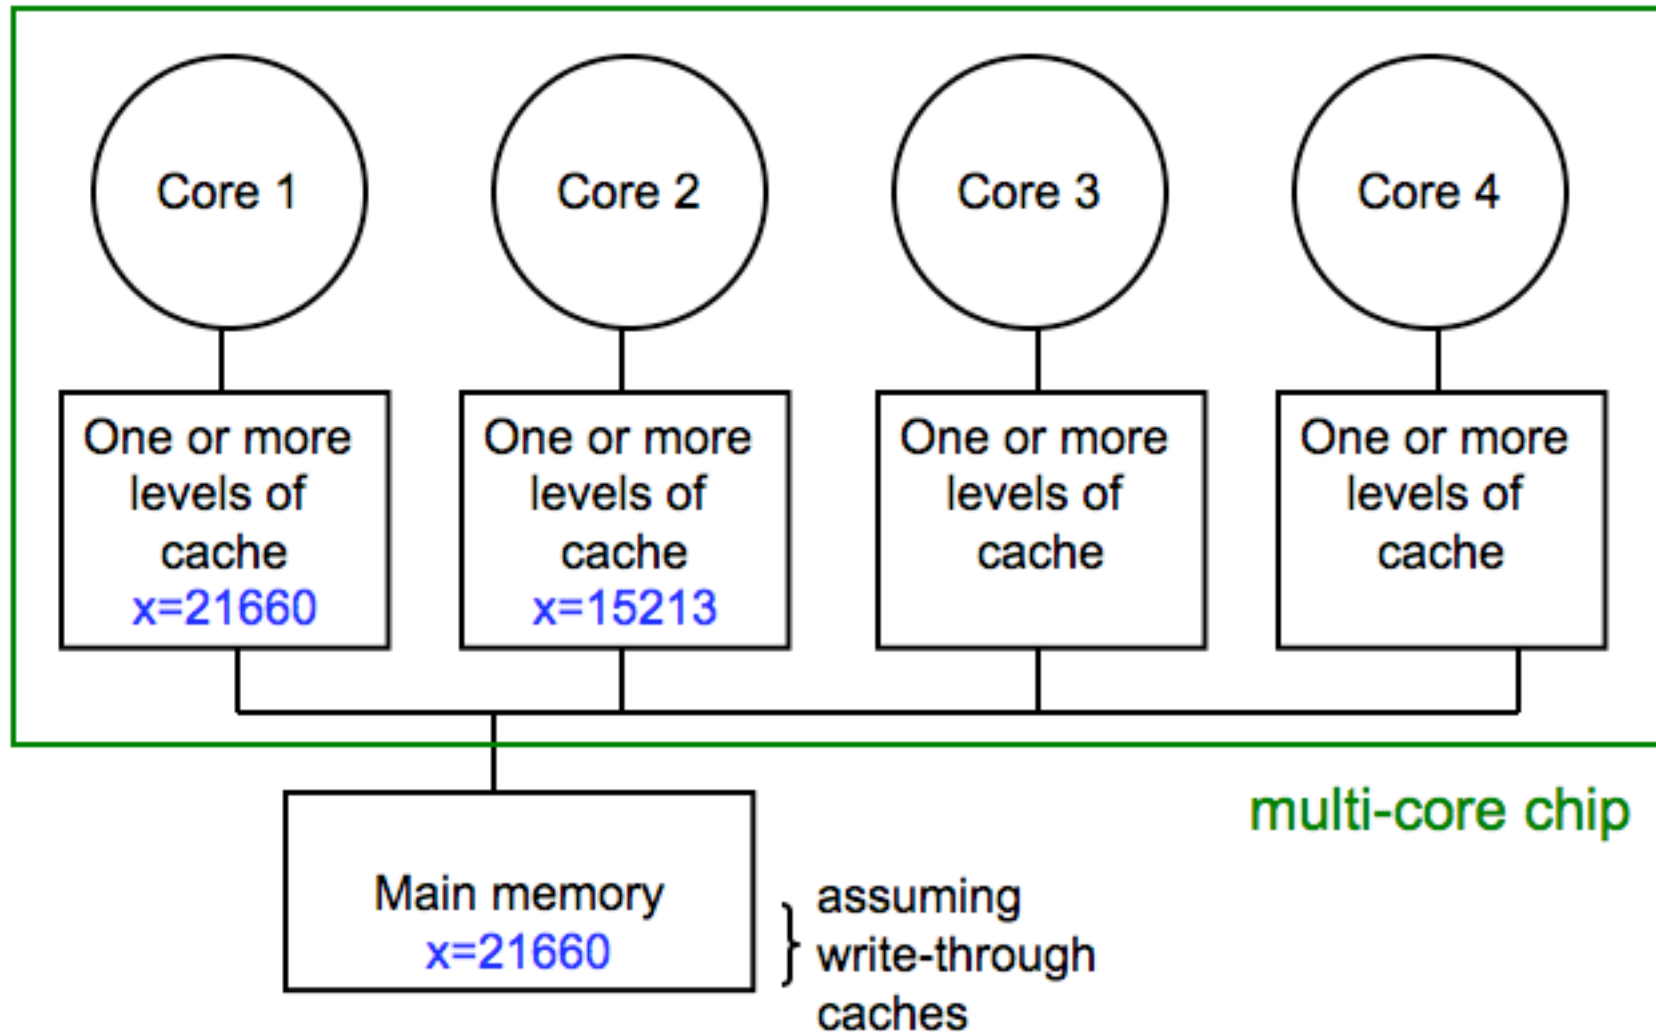 Core 1
Core 2
Core 3
Core 4
One or more
levels of
cache
x=21660
One or more
levels of
cache
x=15213
One or more
levels of
cache
One or more
levels of
cache
multi-core chip
Main memory
x=21660
assuming
write-through
caches